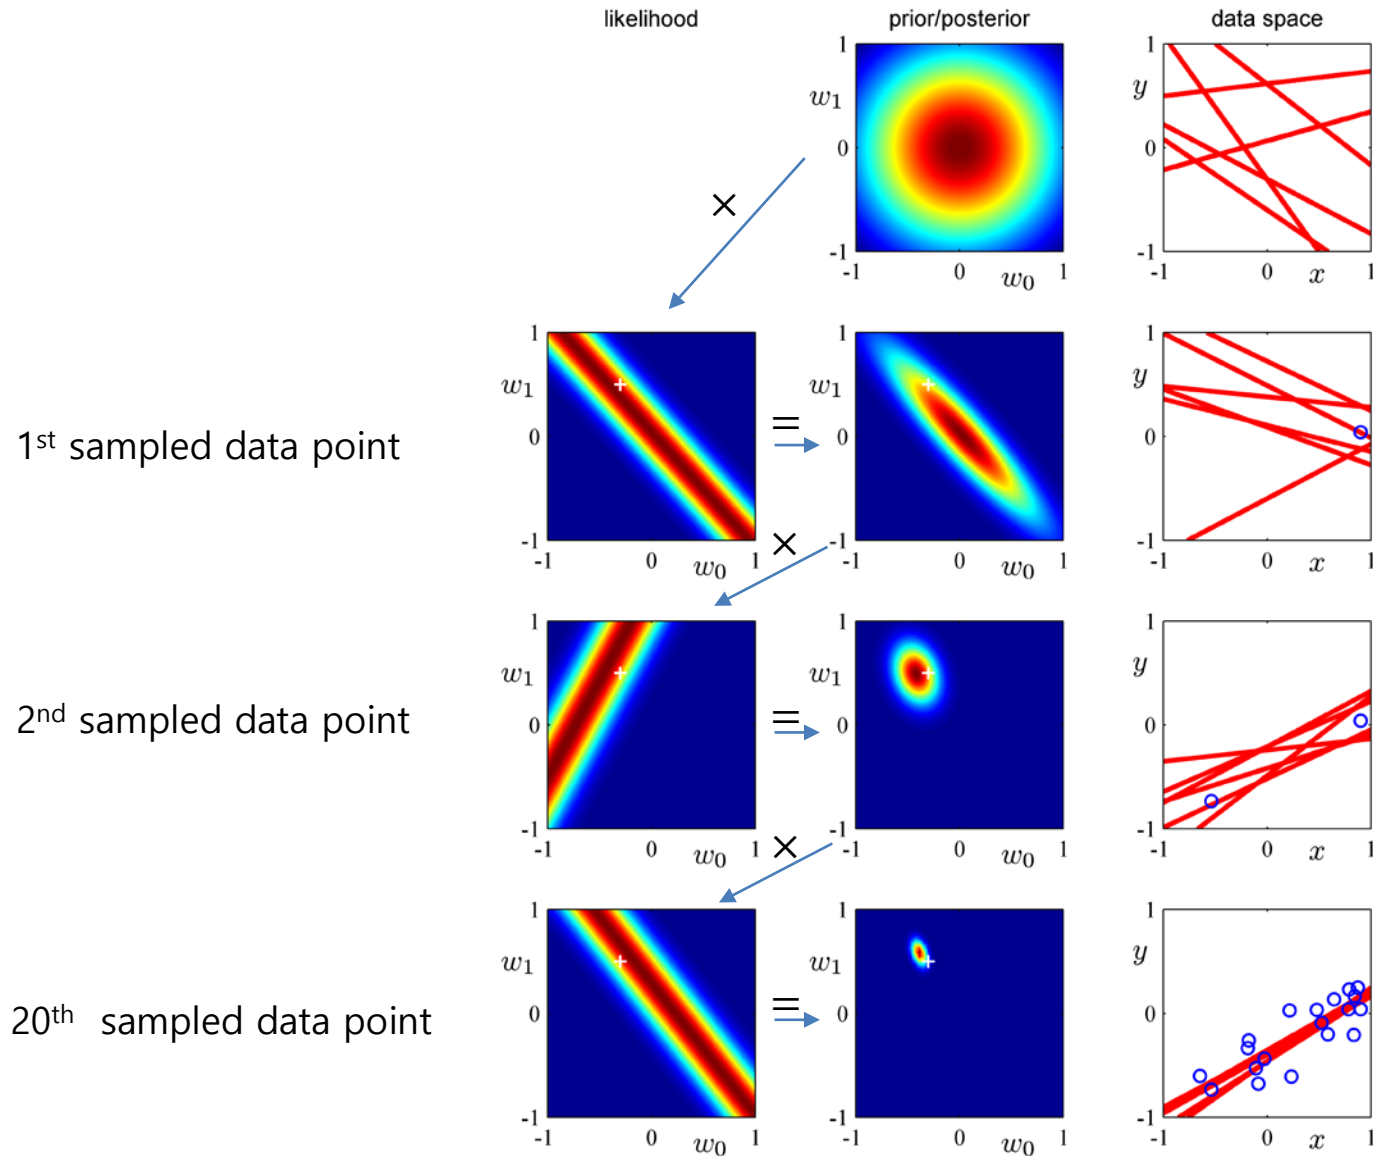 likelihood prior/posterior data space
1 1
w₁ y
0 0
×
-1 -1
-1 0 w₀ 1 -1 0 x 1
1 1 1
w₁ w₁ y
=
1st sampled data point 0 0 0
-1 × -1 -1
-1 0 w₀ 1 -1 0 w₀ 1 -1 0 x 1
1 1 1
w₁ w₁ y
=
2nd sampled data point 0 0 0
-1 × -1 -1
-1 0 w₀ 1 -1 0 w₀ 1 -1 0 x 1
1 1 1
w₁ w₁ y
=
20th sampled data point 0 0 0
-1 -1 -1
-1 0 w₀ 1 -1 0 w₀ 1 -1 0 x 1